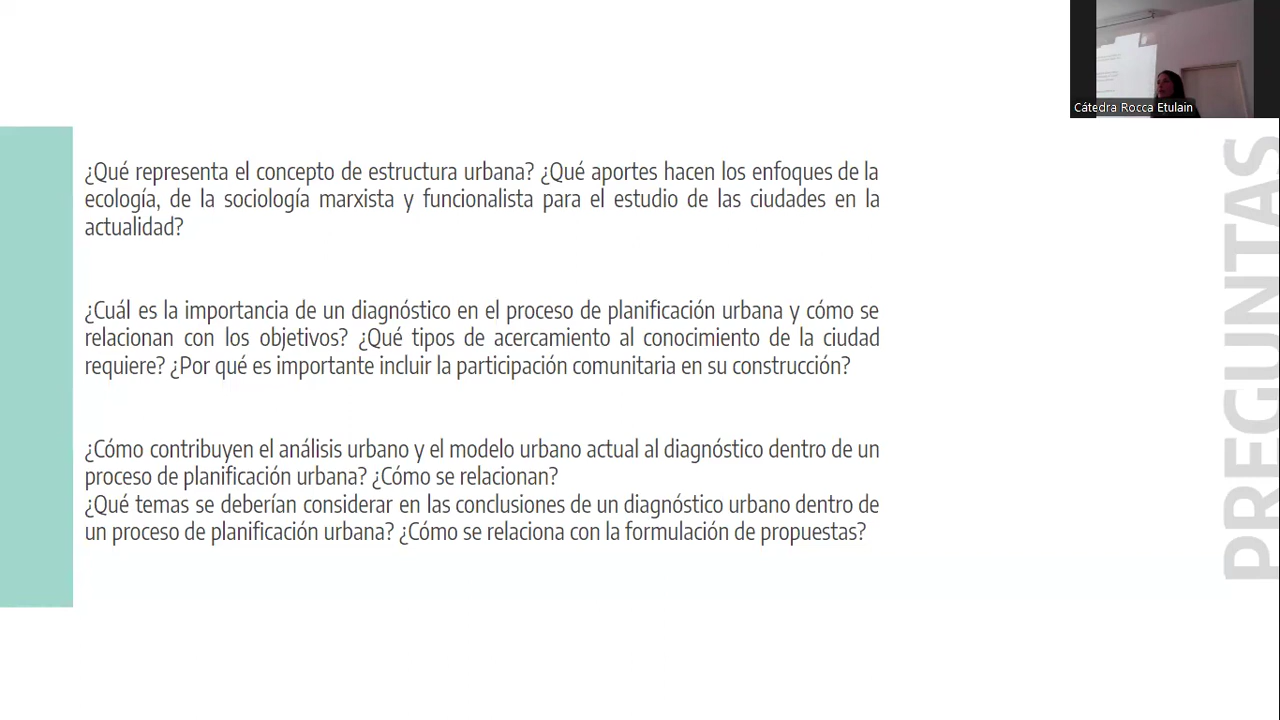 Cátedra Rocca Etulain
¿Qué representa el concepto de estructura urbana? ¿Qué aportes hacen los enfoques de la
ecología, de la sociología marxista y funcionalista para el estudio de las ciudades en la
actualidad?
¿Cuál es la importancia de un diagnóstico en el proceso de planificación urbana y cómo se
relacionan con los objetivos? ¿Qué tipos de acercamiento al conocimiento de la ciudad
requiere? ¿Por qué es importante incluir la participación comunitaria en su construcción?
¿Cómo contribuyen el análisis urbano y el modelo urbano actual al diagnóstico dentro de un
proceso de planificación urbana? ¿Cómo se relacionan?
¿Qué temas se deberían considerar en las conclusiones de un diagnóstico urbano dentro de
un proceso de planificación urbana? ¿Cómo se relaciona con la formulación de propuestas?
PREGUNTAS